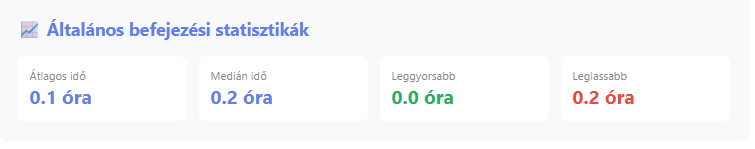 Általános befejezési statisztikák
Átlagos idő
Medián idő
Leggyorsabb
Leglassabb
0.1 óra
0.2 óra
0.0 óra
0.2 óra